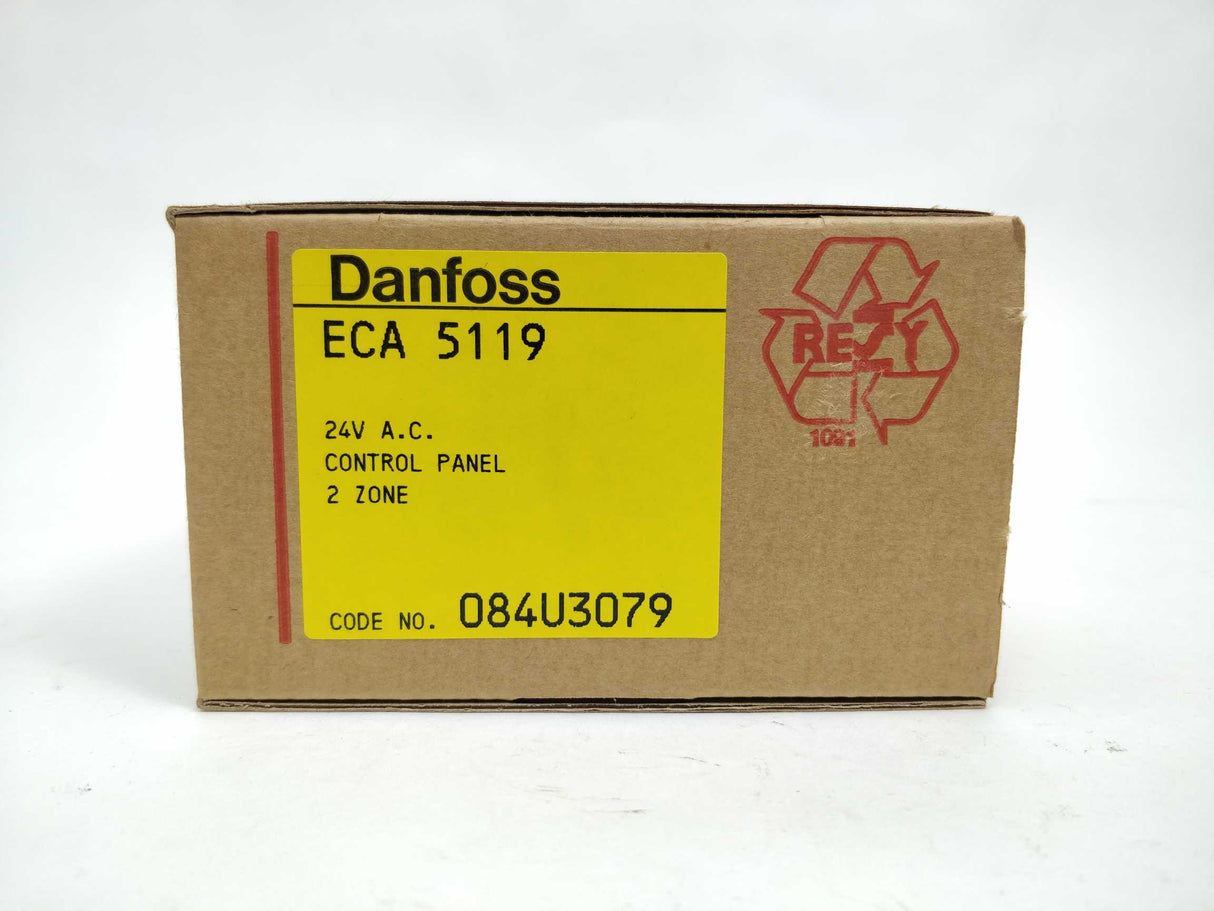 Danfoss
ECA 5119
24V A.C.
CONTROL PANEL
2 ZONE
CODE NO. 084U3079
RESY